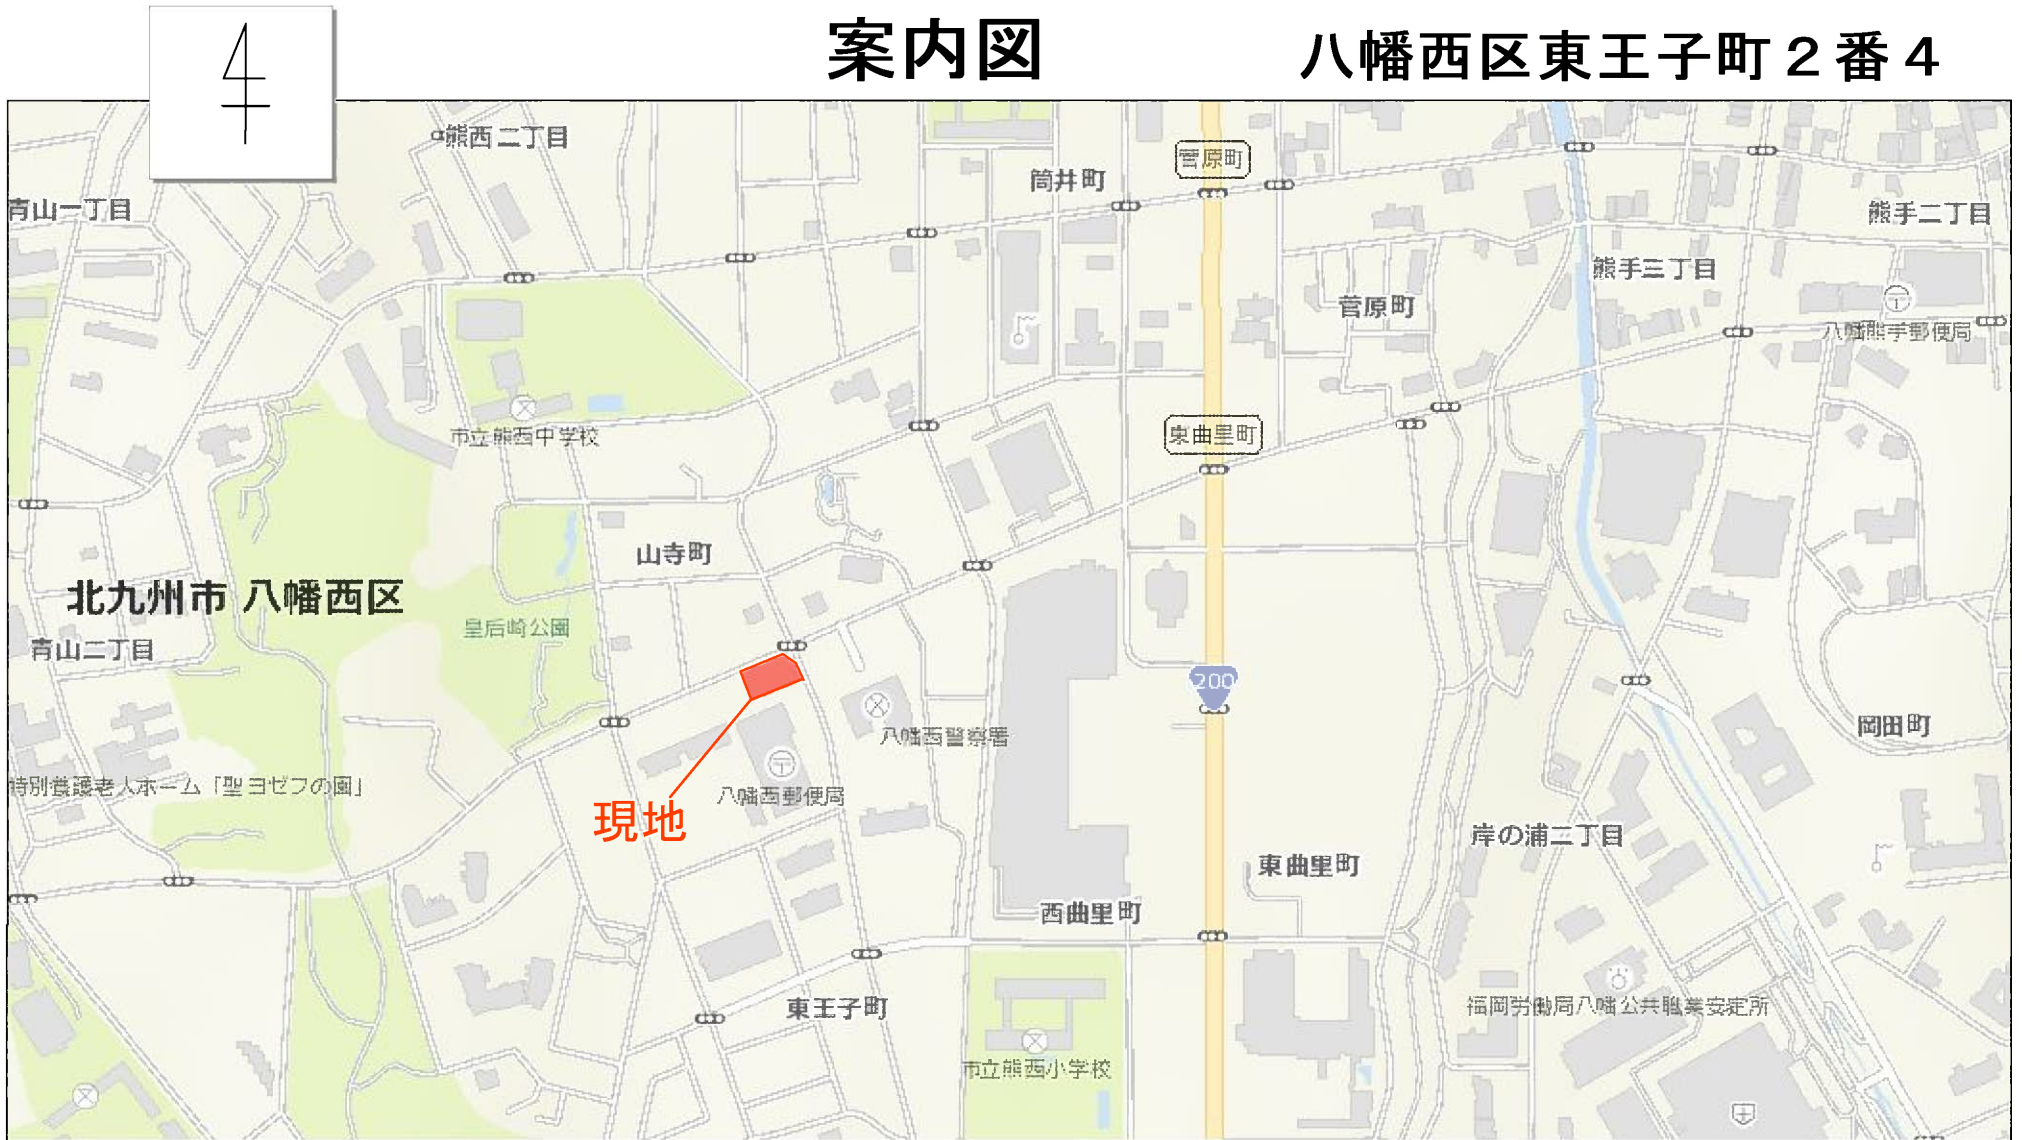 案内図
八幡西区東王子町２番４
熊西二丁目
菅原町
筒井町
青山一丁目
熊手二丁目
熊手三丁目
菅原町
八幡熊手郵便局
東曲里町
市立熊西中学校
山寺町
北九州市 八幡西区
皇后崎公園
青山二丁目
200
岡田町
八幡西警察署
特別養護老人ホーム「聖ヨゼフの園」
八幡西郵便局
現地
岸の浦二丁目
東曲里町
西曲里町
東王子町
福岡労働局八幡公共職業安定所
市立熊西小学校